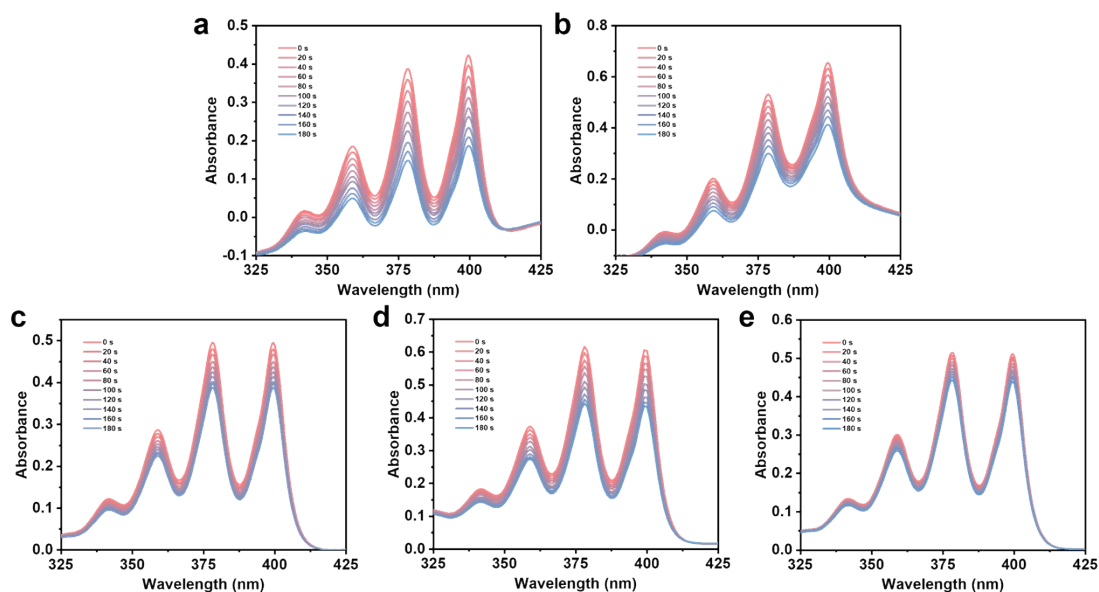 a
0.5
0.4
0.3
0.2
0.1
0.0
-0.1
Absorbance
0 s
20 s
40 s
60 s
80 s
100 s
120 s
140 s
160 s
180 s
325 350 375 400 425
Wavelength (nm)
b
0.8
0.6
0.4
0.2
0.0
Absorbance
0 s
20 s
40 s
60 s
80 s
100 s
120 s
140 s
160 s
180 s
325 350 375 400 425
Wavelength (nm)
c
0.5
0.4
0.3
0.2
0.1
0.0
Absorbance
0 s
20 s
40 s
60 s
80 s
100 s
120 s
140 s
160 s
180 s
325 350 375 400 425
Wavelength (nm)
d
0.7
0.6
0.5
0.4
0.3
0.2
0.1
0.0
Absorbance
0 s
20 s
40 s
60 s
80 s
100 s
120 s
140 s
160 s
180 s
325 350 375 400 425
Wavelength (nm)
e
0.6
0.5
0.4
0.3
0.2
0.1
0.0
Absorbance
0 s
20 s
40 s
60 s
80 s
100 s
120 s
140 s
160 s
180 s
325 350 375 400 425
Wavelength (nm)